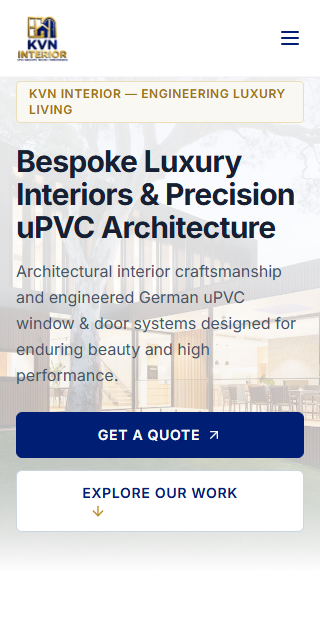 KVN
INTERIOR
KVN INTERIOR — ENGINEERING LUXURY
LIVING
Bespoke Luxury
Interiors & Precision
uPVC Architecture
Architectural interior craftsmanship
and engineered German uPVC
window & door systems designed for
enduring beauty and high
performance.
GET A QUOTE
EXPLORE OUR WORK